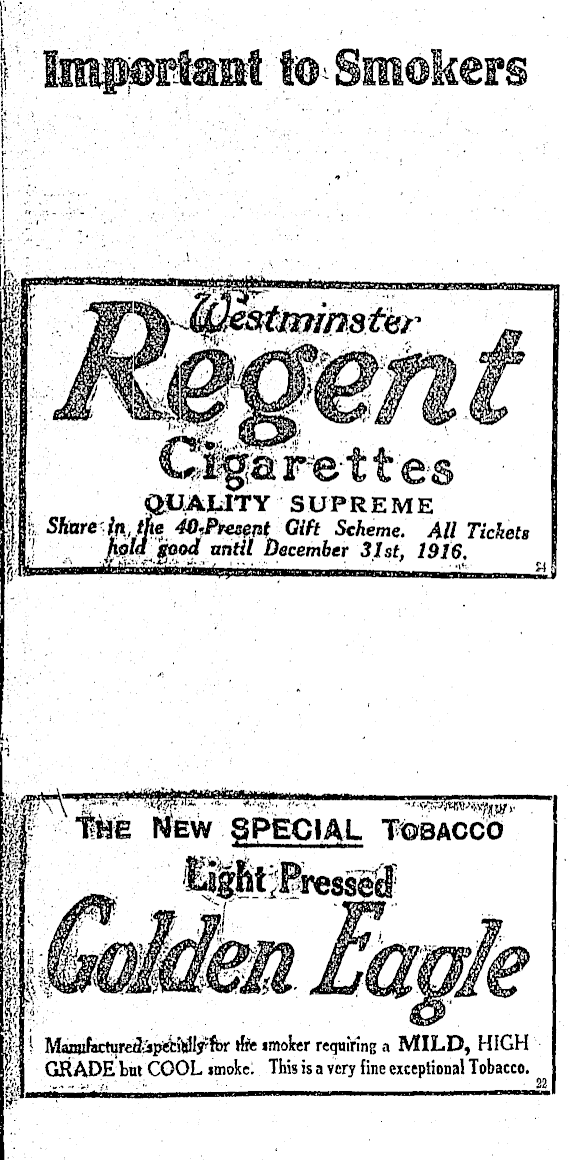 Important to Smokers
Westminster
Regent
Cigarettes
QUALITY SUPREME
Share in the 40-Present Gift Scheme. All Tickets
hold good until December 31st, 1916.
24
THE NEW SPECIAL TOBACCO
Light Pressed
Golden Eagle
Manufactured specially for the smoker requiring a MILD, HIGH
GRADE but COOL smoke. This is a very fine exceptional Tobacco.
22